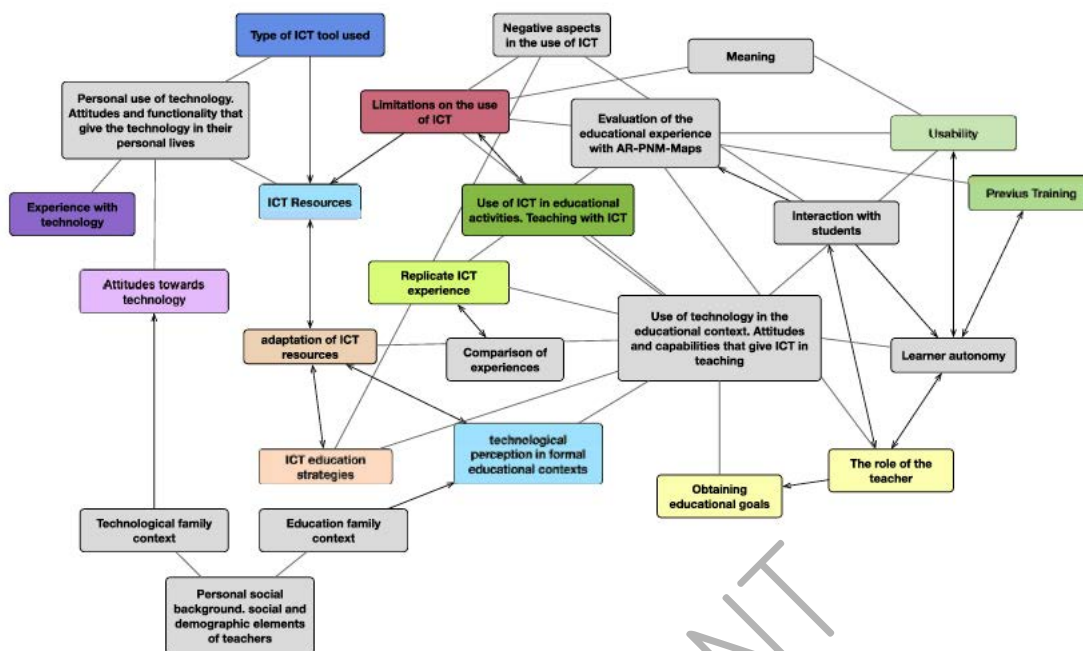 Type of ICT tool used
Negative aspects
in the use of ICT
Meaning
Personal use of technology.
Attitudes and functionality that
give the technology in their
personal lives
Limitations on the use
of ICT
Evaluation of the
educational experience
with AR-PNM-Maps
Usability
Experience with
technology
ICT Resources
Use of ICT in educational
activities. Teaching with ICT
Interaction with
students
Previus Training
Attitudes towards
technology
Replicate ICT
experience
Use of technology in the
educational context. Attitudes
and capabilities that give ICT in
teaching
adaptation of ICT
resources
Comparison of
experiences
Learner autonomy
ICT education
strategies
technological
perception in formal
educational contexts
The role of the
teacher
Obtaining
educational goals
Technological family
context
Education family
context
Personal social
background. social and
demographic elements
of teachers